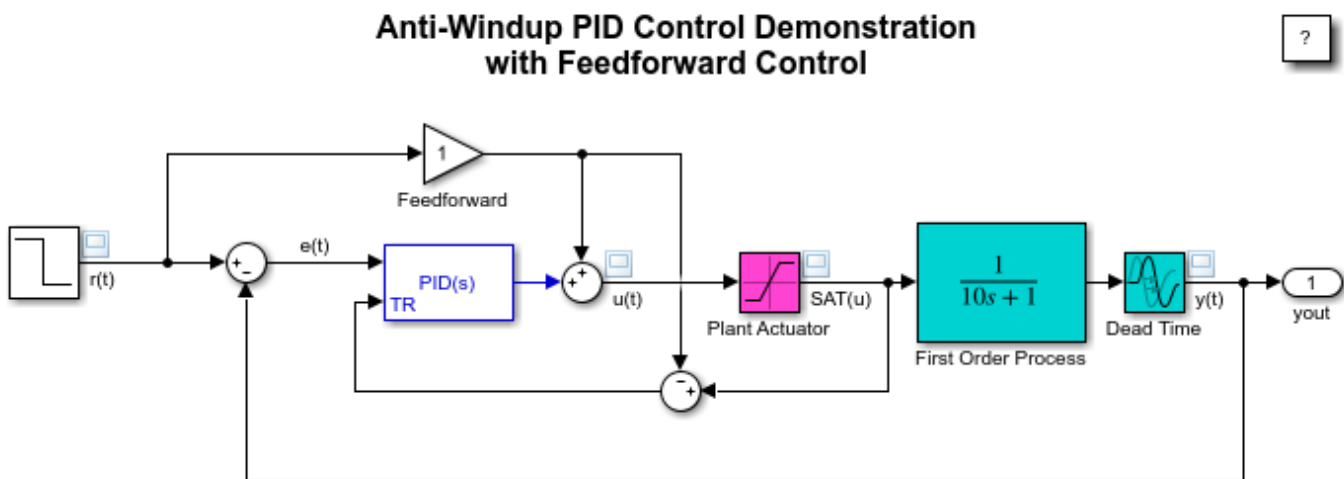 Anti-Windup PID Control Demonstration
with Feedforward Control
?
1
Feedforward
r(t)
+
−
e(t)
PID(s)
TR
+
+
u(t)
Plant Actuator
SAT(u)
1
10s + 1
First Order Process
Dead Time
y(t)
1
yout
−
+